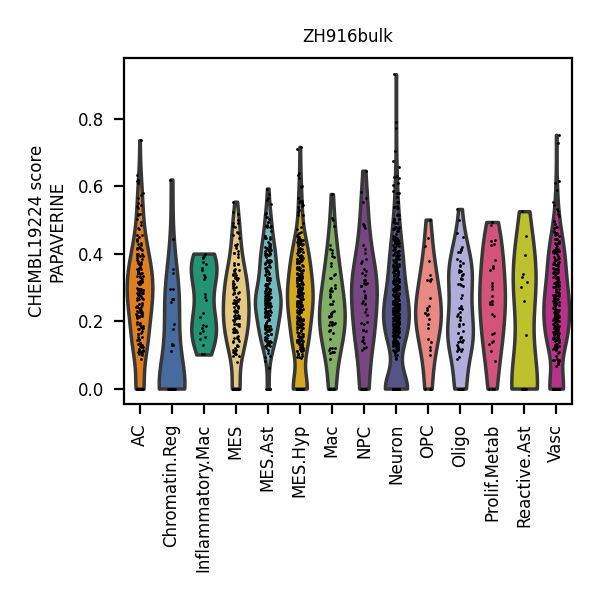 ZH916bulk
CHEMBL19224 score
PAPAVERINE
0.8
0.6
0.4
0.2
0.0
AC
Chromatin.Reg
Inflammatory.Mac
MES
MES.Ast
MES.Hyp
Mac
NPC
Neuron
OPC
Oligo
Prolif.Metab
Reactive.Ast
Vasc